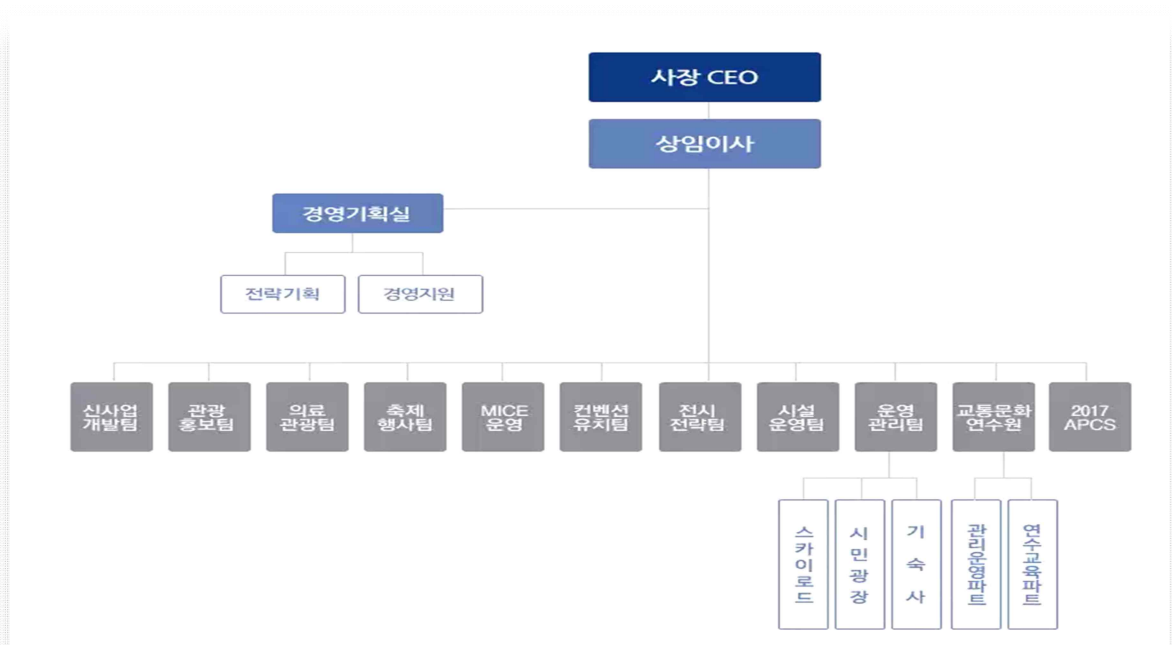 사장 CEO
상임이사
경영기획실
전략기획
경영지원
신사업
개발팀
관광
홍보팀
의료
관광팀
축제
행사팀
MICE
운영
컨벤션
유치팀
전시
전략팀
시설
운영팀
운영
관리팀
교통문화
연수원
2017
APCS
스카이로드
시민광장
기숙사
관리운영파트
연수교육파트